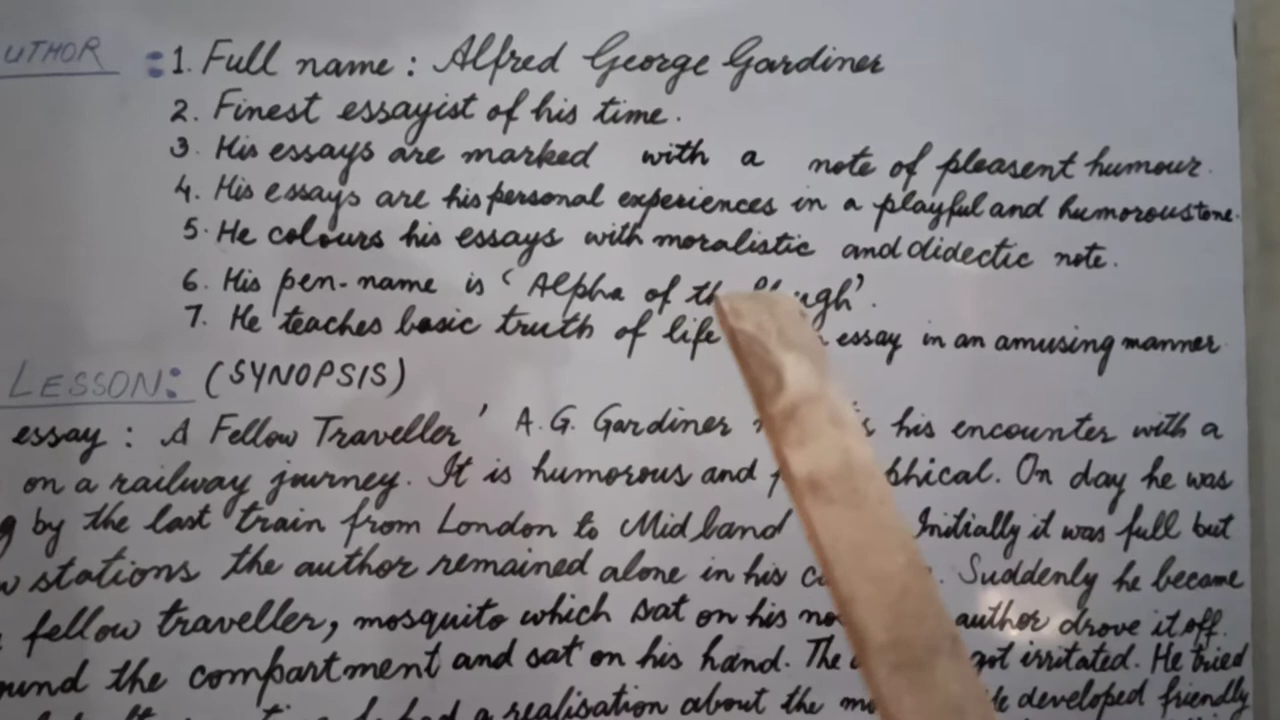 UTHOR : 1. Full name : Alfred George Gardiner
2. Finest essayist of his time.
3. His essays are marked with a note of pleasent humour.
4. His essays are his personal experiences in a playful and humorous tone.
5. He colours his essays with moralistic and didectic note.
6. His pen-name is ‘Alpha of th ugh’.
7. He teaches basic truth of life essay in an amusing manner
LESSON: (SYNOPSIS)
essay : A Fellow Traveller’ A.G. Gardiner his encounter with a
on a railway journey. It is humorous and phical. On day he was
g by the last train from London to Midland Initially it was full but
w stations the author remained alone in his c . Suddenly he became
fellow traveller, mosquito which sat on his no author drove it off.
ound the compartment and sat on his hand. The got irritated. He tried
had a realisation about the m He developed friendly